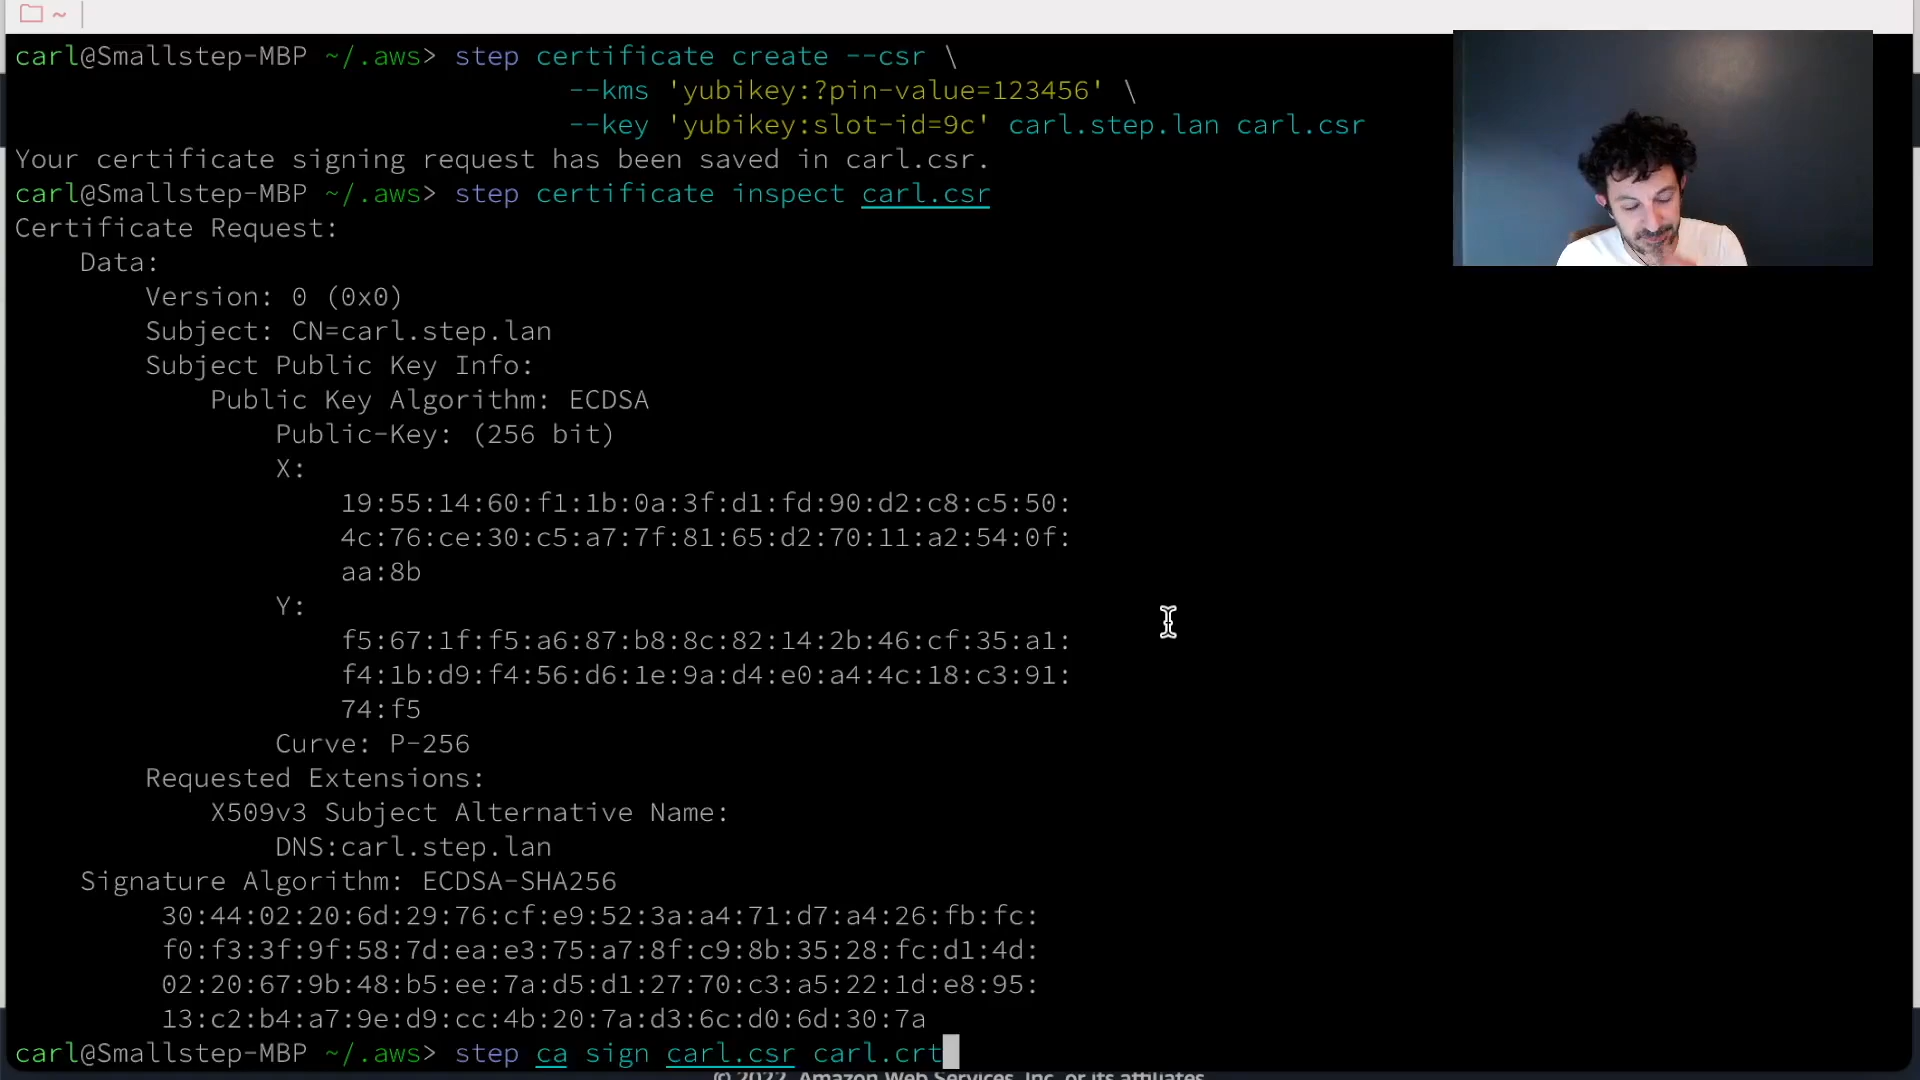 ~
carl@Smallstep-MBP ~/.aws> step certificate create --csr \
--kms 'yubikey:?pin-value=123456' \
--key 'yubikey:slot-id=9c' carl.step.lan carl.csr
Your certificate signing request has been saved in carl.csr.
carl@Smallstep-MBP ~/.aws> step certificate inspect carl.csr
Certificate Request:
Data:
Version: 0 (0x0)
Subject: CN=carl.step.lan
Subject Public Key Info:
Public Key Algorithm: ECDSA
Public-Key: (256 bit)
X:
19:55:14:60:f1:1b:0a:3f:d1:fd:90:d2:c8:c5:50:
4c:76:ce:30:c5:a7:7f:81:65:d2:70:11:a2:54:0f:
aa:8b
Y:
f5:67:1f:f5:a6:87:b8:8c:82:14:2b:46:cf:35:a1:
f4:1b:d9:f4:56:d6:1e:9a:d4:e0:a4:4c:18:c3:91:
74:f5
Curve: P-256
Requested Extensions:
X509v3 Subject Alternative Name:
DNS:carl.step.lan
Signature Algorithm: ECDSA-SHA256
30:44:02:20:6d:29:76:cf:e9:52:3a:a4:71:d7:a4:26:fb:fc:
f0:f3:3f:9f:58:7d:ea:e3:75:a7:8f:c9:8b:35:28:fc:d1:4d:
02:20:67:9b:48:b5:ee:7a:d5:d1:27:70:c3:a5:22:1d:e8:95:
13:c2:b4:a7:9e:d9:cc:4b:20:7a:d3:6c:d0:6d:30:7a
carl@Smallstep-MBP ~/.aws> step ca sign carl.csr carl.crt
© 2022, Amazon Web Services, Inc. or its affiliates.